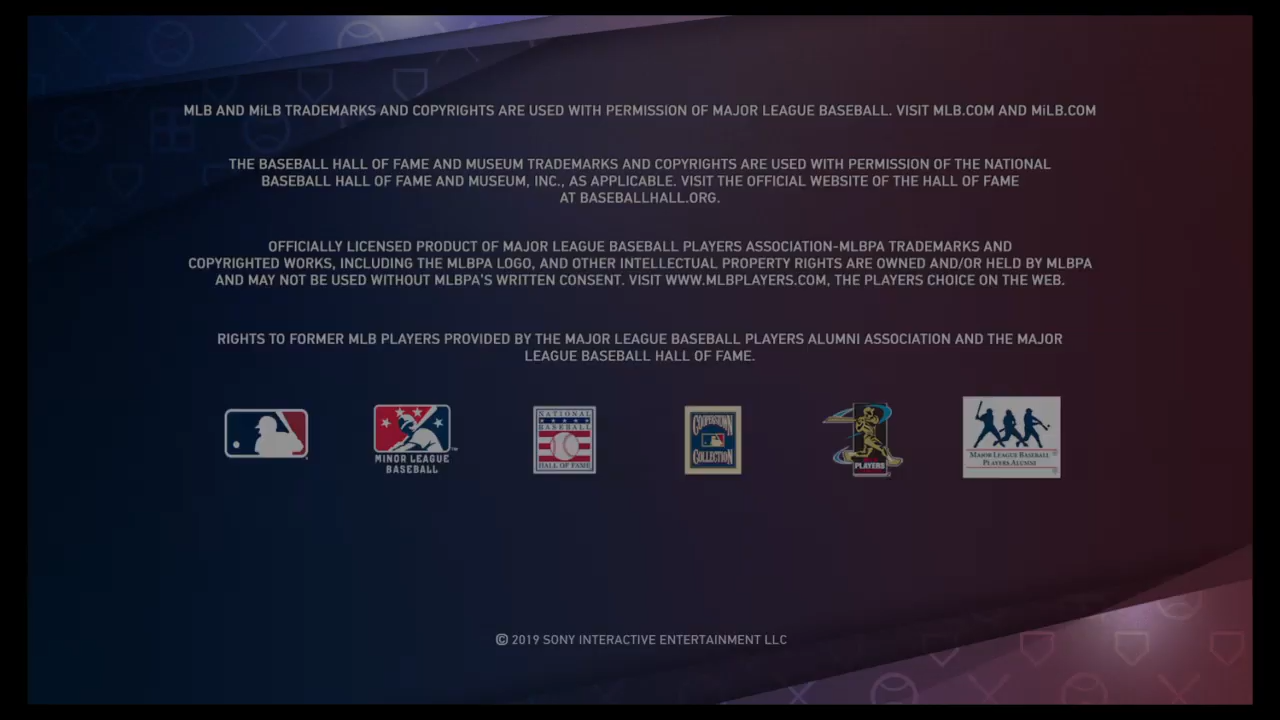 MLB AND MiLB TRADEMARKS AND COPYRIGHTS ARE USED WITH PERMISSION OF MAJOR LEAGUE BASEBALL. VISIT MLB.COM AND MiLB.COM
THE BASEBALL HALL OF FAME AND MUSEUM TRADEMARKS AND COPYRIGHTS ARE USED WITH PERMISSION OF THE NATIONAL
BASEBALL HALL OF FAME AND MUSEUM, INC., AS APPLICABLE. VISIT THE OFFICIAL WEBSITE OF THE HALL OF FAME
AT BASEBALLHALL.ORG.
OFFICIALLY LICENSED PRODUCT OF MAJOR LEAGUE BASEBALL PLAYERS ASSOCIATION-MLBPA TRADEMARKS AND
COPYRIGHTED WORKS, INCLUDING THE MLBPA LOGO, AND OTHER INTELLECTUAL PROPERTY RIGHTS ARE OWNED AND/OR HELD BY MLBPA
AND MAY NOT BE USED WITHOUT MLBPA'S WRITTEN CONSENT. VISIT WWW.MLBPLAYERS.COM, THE PLAYERS CHOICE ON THE WEB.
RIGHTS TO FORMER MLB PLAYERS PROVIDED BY THE MAJOR LEAGUE BASEBALL PLAYERS ALUMNI ASSOCIATION AND THE MAJOR
LEAGUE BASEBALL HALL OF FAME.
MINOR LEAGUE™
BASEBALL
NATIONAL
BASEBALL
HALL OF FAME
COOPERSTOWN
COLLECTION
PLAYERS
MAJOR LEAGUE BASEBALL®
PLAYERS ALUMNI
© 2019 SONY INTERACTIVE ENTERTAINMENT LLC